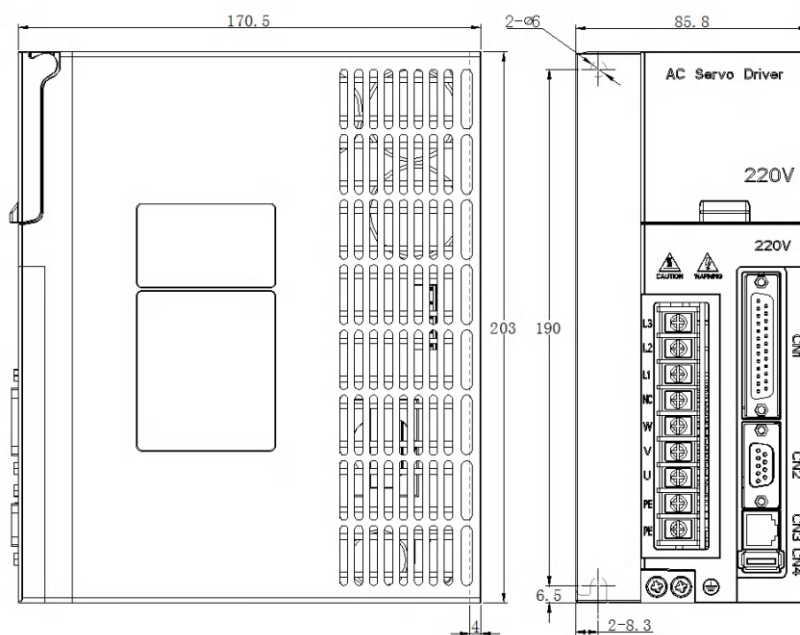 170.5
2-⌀6
85.8
AC Servo Driver
220V
220V
CAUTION
WARNING
L3
L2
L1
NC
W
V
U
PE
PE
CN1
CN2
CN3
CN4
203
190
6.5
4
2-8.3